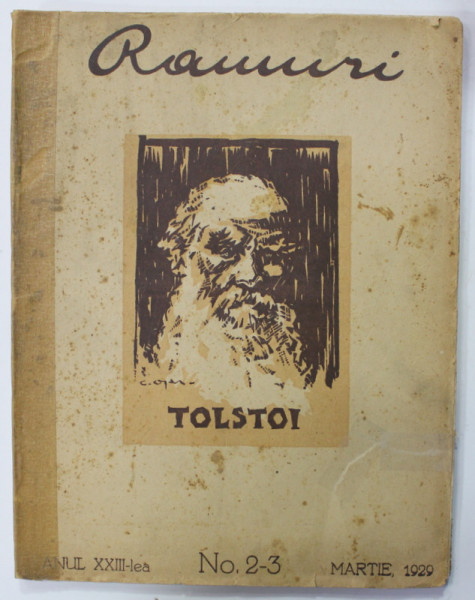 Ramuri
TOLSTOI
ANUL XXIII-lea No. 2-3 MARTIE, 1929